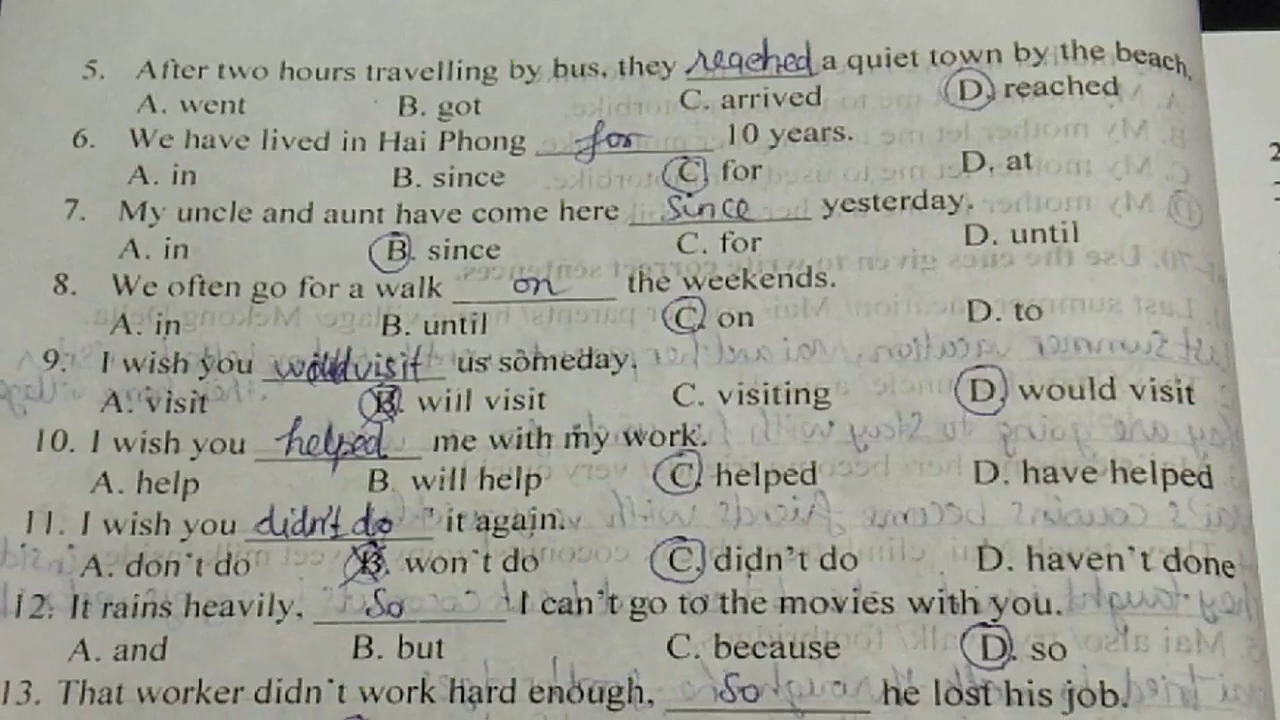 5. After two hours travelling by bus, they reached a quiet town by the beach.
A. went B. got C. arrived D. reached
6. We have lived in Hai Phong for 10 years.
A. in B. since C. for D. at
7. My uncle and aunt have come here since yesterday.
A. in B. since C. for D. until
8. We often go for a walk on the weekends.
A. in B. until C. on D. to
9. I wish you would visit us someday.
A. visit B. will visit C. visiting D. would visit
10. I wish you helped me with my work.
A. help B. will help C. helped D. have helped
11. I wish you didn't do it again.
A. don't do B. won't do C. didn't do D. haven't done
12. It rains heavily, so I can't go to the movies with you.
A. and B. but C. because D. so
13. That worker didn't work hard enough, so he lost his job.